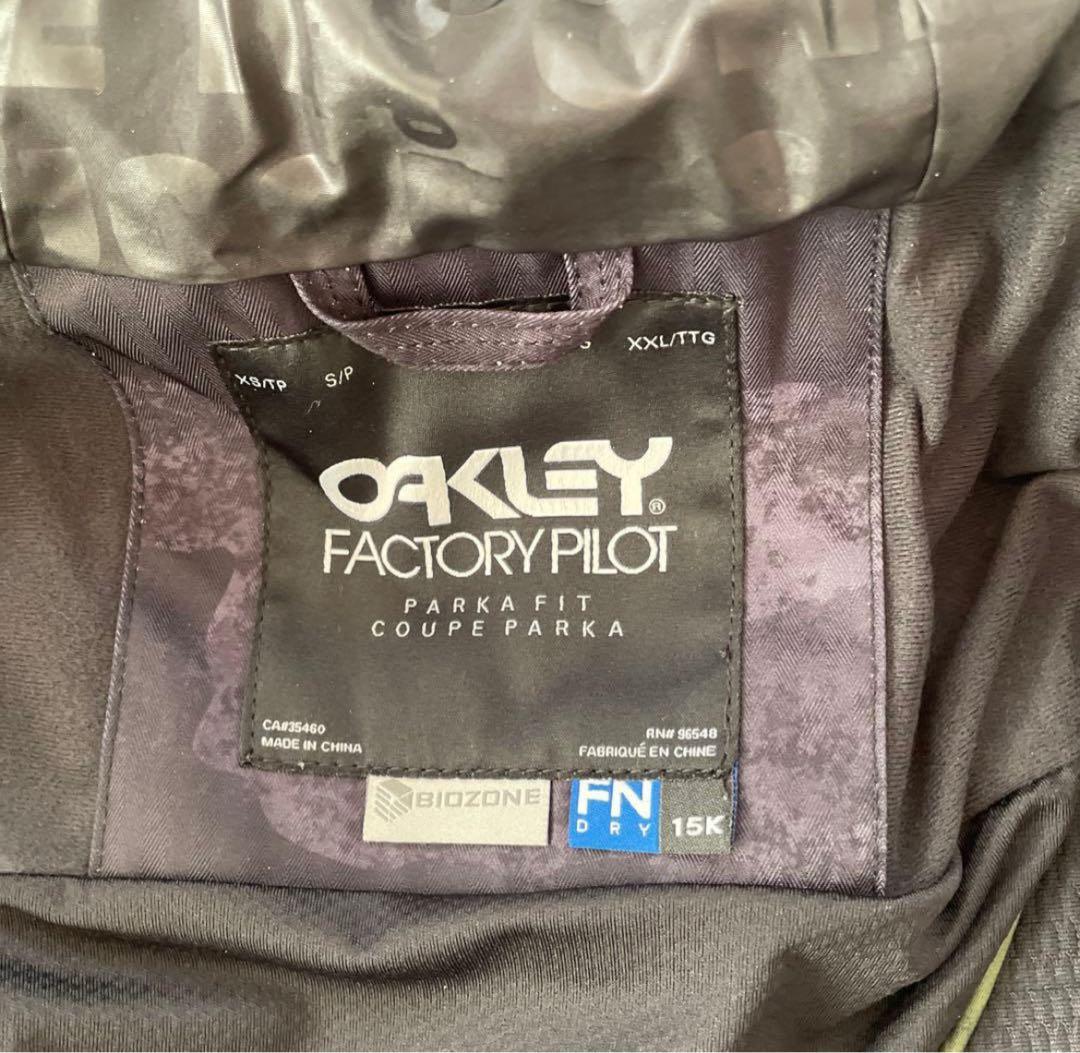 XS/TP S/P XXL/TTG
OAKLEY®
FACTORY PILOT
PARKA FIT
COUPE PARKA
CA#35460 RN# 96548
MADE IN CHINA FABRIQUÉ EN CHINE
BIOZONE
FN
DRY 15K